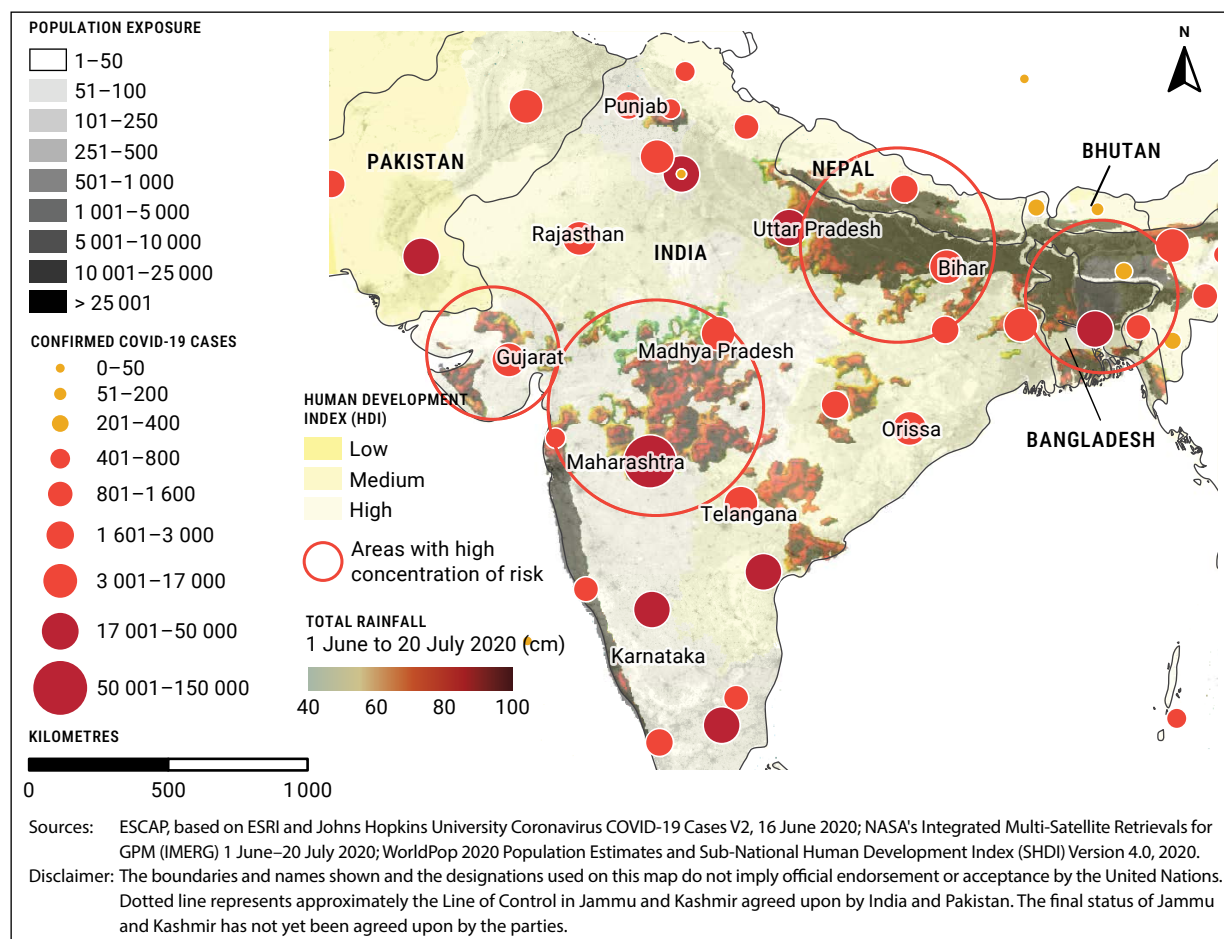 POPULATION EXPOSURE
1–50
51–100
101–250
251–500
501–1 000
1 001–5 000
5 001–10 000
10 001–25 000
> 25 001
CONFIRMED COVID-19 CASES
0–50
51–200
201–400
401–800
801–1 600
1 601–3 000
3 001–17 000
17 001–50 000
50 001–150 000
KILOMETRES
0 500 1 000
HUMAN DEVELOPMENT
INDEX (HDI)
Low
Medium
High
Areas with high
concentration of risk
TOTAL RAINFALL
1 June to 20 July 2020 (cm)
40 60 80 100
N
PAKISTAN
Punjab
NEPAL
BHUTAN
Rajasthan
INDIA
Uttar Pradesh
Bihar
Gujarat
Madhya Pradesh
Maharashtra
Orissa
BANGLADESH
Telangana
Karnataka
Sources: ESCAP, based on ESRI and Johns Hopkins University Coronavirus COVID-19 Cases V2, 16 June 2020; NASA's Integrated Multi-Satellite Retrievals for
GPM (IMERG) 1 June–20 July 2020; WorldPop 2020 Population Estimates and Sub-National Human Development Index (SHDI) Version 4.0, 2020.
Disclaimer: The boundaries and names shown and the designations used on this map do not imply official endorsement or acceptance by the United Nations.
Dotted line represents approximately the Line of Control in Jammu and Kashmir agreed upon by India and Pakistan. The final status of Jammu
and Kashmir has not yet been agreed upon by the parties.